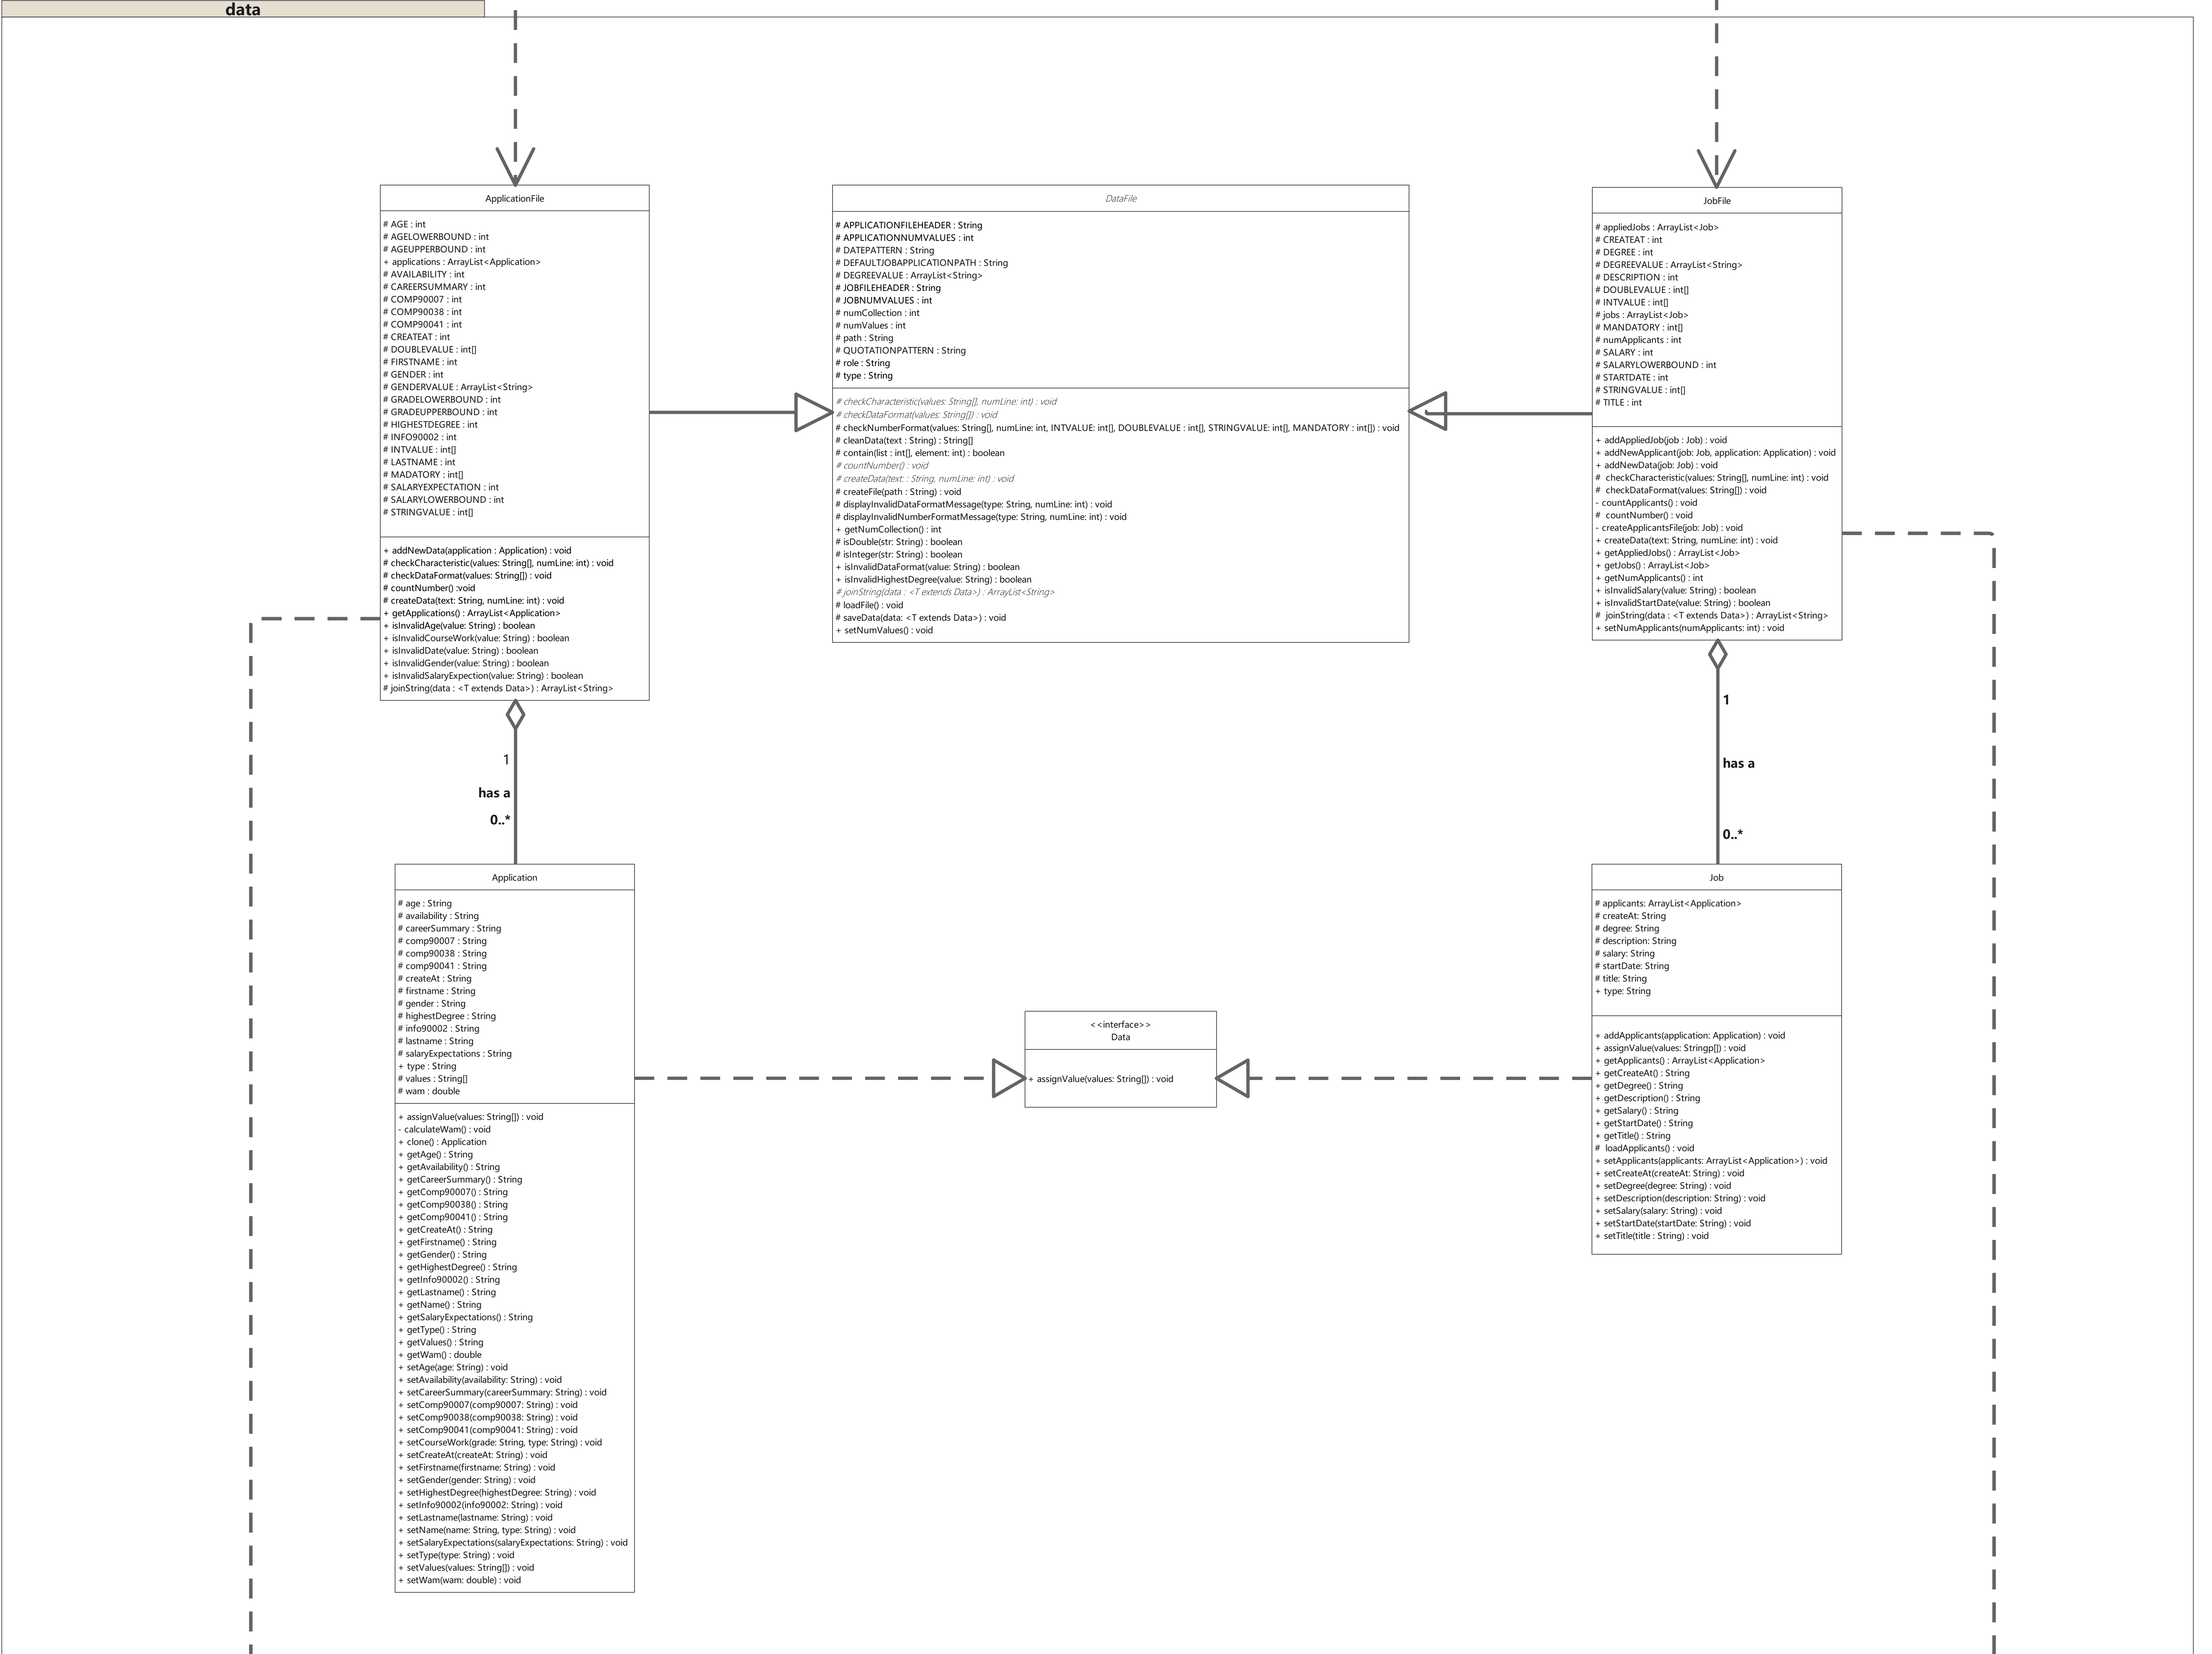 data
ApplicationFile
# AGE : int
# AGELOWERBOUND : int
# AGEUPPERBOUND : int
+ applications : ArrayList<Application>
# AVAILABILITY : int
# CAREERSUMMARY : int
# COMP90007 : int
# COMP90038 : int
# COMP90041 : int
# CREATEAT : int
# DOUBLEVALUE : int[]
# FIRSTNAME : int
# GENDER : int
# GENDERVALUE : ArrayList<String>
# GRADELOWERBOUND : int
# GRADEUPPERBOUND : int
# HIGHESTDEGREE : int
# INFO90002 : int
# INTVALUE : int[]
# LASTNAME : int
# MADATORY : int[]
# SALARYEXPECTATION : int
# SALARYLOWERBOUND : int
# STRINGVALUE : int[]
+ addNewData(application : Application) : void
# checkCharacteristic(values: String[], numLine: int) : void
# checkDataFormat(values: String[]) : void
# countNumber() :void
# createData(text: String, numLine: int) : void
+ getApplications() : ArrayList<Application>
+ isInvalidAge(value: String) : boolean
+ isInvalidCourseWork(value: String) : boolean
+ isInvalidDate(value: String) : boolean
+ isInvalidGender(value: String) : boolean
+ isInvalidSalaryExpection(value: String) : boolean
# joinString(data : <T extends Data>) : ArrayList<String>
DataFile
# APPLICATIONFILEHEADER : String
# APPLICATIONNUMVALUES : int
# DATEPATTERN : String
# DEFAULTJOBAPPLICATIONPATH : String
# DEGREEVALUE : ArrayList<String>
# JOBFILEHEADER : String
# JOBNUMVALUES : int
# numCollection : int
# numValues : int
# path : String
# QUOTATIONPATTERN : String
# role : String
# type : String
# checkCharacteristic(values: String[], numLine: int) : void
# checkDataFormat(values: String[]) : void
# checkNumberFormat(values: String[], numLine: int, INTVALUE: int[], DOUBLEVALUE : int[], STRINGVALUE: int[], MANDATORY : int[]) : void
# cleanData(text : String) : String[]
# contain(list : int[], element: int) : boolean
# countNumber() : void
# createData(text: : String, numLine: int) : void
# createFile(path : String) : void
# displayInvalidDataFormatMessage(type: String, numLine: int) : void
# displayInvalidNumberFormatMessage(type: String, numLine: int) : void
+ getNumCollection() : int
# isDouble(str: String) : boolean
# isInteger(str: String) : boolean
+ isInvalidDataFormat(value: String) : boolean
+ isInvalidHighestDegree(value: String) : boolean
# joinString(data : <T extends Data>) : ArrayList<String>
# loadFile() : void
# saveData(data: <T extends Data>) : void
+ setNumValues() : void
JobFile
# appliedJobs : ArrayList<Job>
# CREATEAT : int
# DEGREE : int
# DEGREEVALUE : ArrayList<String>
# DESCRIPTION : int
# DOUBLEVALUE : int[]
# INTVALUE : int[]
# jobs : ArrayList<Job>
# MANDATORY : int[]
# numApplicants : int
# SALARY : int
# SALARYLOWERBOUND : int
# STARTDATE : int
# STRINGVALUE : int[]
# TITLE : int
+ addAppliedJob(job : Job) : void
+ addNewApplicant(job: Job, application: Application) : void
+ addNewData(job: Job) : void
# checkCharacteristic(values: String[], numLine: int) : void
# checkDataFormat(values: String[]) : void
- countApplicants() : void
# countNumber() : void
- createApplicantsFile(job: Job) : void
+ createData(text: String, numLine: int) : void
+ getAppliedJobs() : ArrayList<Job>
+ getJobs() : ArrayList<Job>
+ getNumApplicants() : int
+ isInvalidSalary(value: String) : boolean
+ isInvalidStartDate(value: String) : boolean
# joinString(data : <T extends Data>) : ArrayList<String>
+ setNumApplicants(numApplicants: int) : void
1
has a
0..*
1
has a
0..*
Application
# age : String
# availability : String
# careerSummary : String
# comp90007 : String
# comp90038 : String
# comp90041 : String
# createAt : String
# firstname : String
# gender : String
# highestDegree : String
# info90002 : String
# lastname : String
# salaryExpectations : String
+ type : String
# values : String[]
# wam : double
+ assignValue(values: String[]) : void
- calculateWam() : void
+ clone() : Application
+ getAge() : String
+ getAvailability() : String
+ getCareerSummary() : String
+ getComp90007() : String
+ getComp90038() : String
+ getComp90041() : String
+ getCreateAt() : String
+ getFirstname() : String
+ getGender() : String
+ getHighestDegree() : String
+ getInfo90002() : String
+ getLastname() : String
+ getName() : String
+ getSalaryExpectations() : String
+ getType() : String
+ getValues() : String
+ getWam() : double
+ setAge(age: String) : void
+ setAvailability(availability: String) : void
+ setCareerSummary(careerSummary: String) : void
+ setComp90007(comp90007: String) : void
+ setComp90038(comp90038: String) : void
+ setComp90041(comp90041: String) : void
+ setCourseWork(grade: String, type: String) : void
+ setCreateAt(createAt: String) : void
+ setFirstname(firstname: String) : void
+ setGender(gender: String) : void
+ setHighestDegree(highestDegree: String) : void
+ setInfo90002(info90002: String) : void
+ setLastname(lastname: String) : void
+ setName(name: String, type: String) : void
+ setSalaryExpectations(salaryExpectations: String) : void
+ setType(type: String) : void
+ setValues(values: String[]) : void
+ setWam(wam: double) : void
<<interface>>
Data
+ assignValue(values: String[]) : void
Job
# applicants: ArrayList<Application>
# createAt: String
# degree: String
# description: String
# salary: String
# startDate: String
# title: String
+ type: String
+ addApplicants(application: Application) : void
+ assignValue(values: Stringp[]) : void
+ getApplicants() : ArrayList<Application>
+ getCreateAt() : String
+ getDegree() : String
+ getDescription() : String
+ getSalary() : String
+ getStartDate() : String
+ getTitle() : String
# loadApplicants() : void
+ setApplicants(applicants: ArrayList<Application>) : void
+ setCreateAt(createAt: String) : void
+ setDegree(degree: String) : void
+ setDescription(description: String) : void
+ setSalary(salary: String) : void
+ setStartDate(startDate: String) : void
+ setTitle(title : String) : void